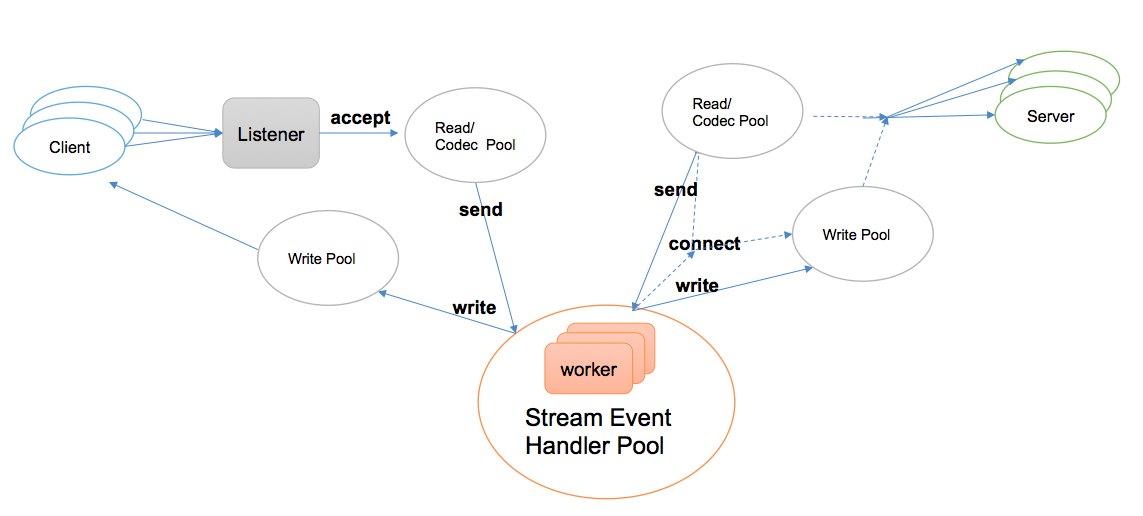 Client
Listener
accept
Read/
Codec  Pool
Read/
Codec Pool
Server
send
send
Write Pool
connect
Write Pool
write
write
worker
Stream Event
Handler Pool